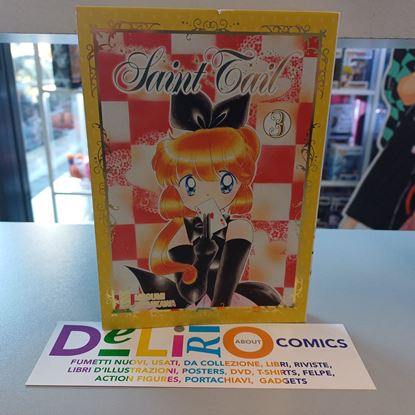 Saint Tail
3
MEGUMI
DELIRIO ABOUT COMICS
FUMETTI NUOVI, USATI, DA COLLEZIONE, LIBRI, RIVISTE,
LIBRI D'ILLUSTRAZIONI, POSTERS, DVD, T-SHIRTS, FELPE,
ACTION FIGURES, PORTACHIAVI, GADGETS